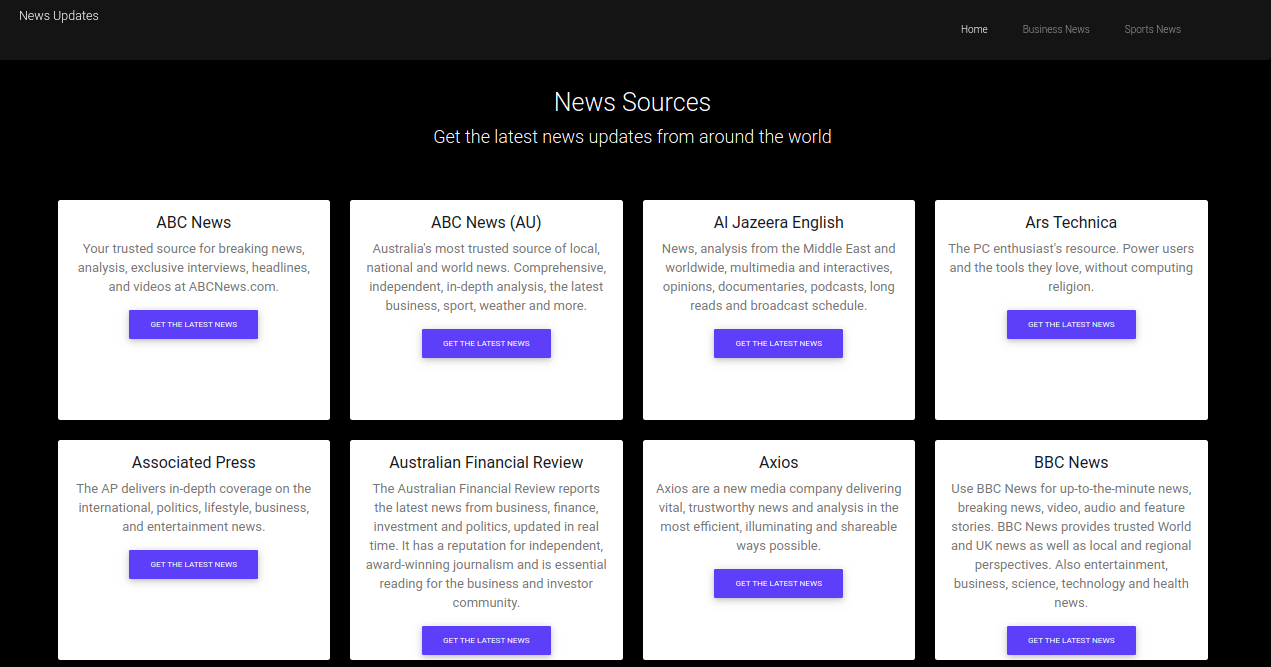 News Updates
Home Business News Sports News
News Sources
Get the latest news updates from around the world
ABC News
Your trusted source for breaking news,
analysis, exclusive interviews, headlines,
and videos at ABCNews.com.
GET THE LATEST NEWS
ABC News (AU)
Australia's most trusted source of local,
national and world news. Comprehensive,
independent, in-depth analysis, the latest
business, sport, weather and more.
GET THE LATEST NEWS
Al Jazeera English
News, analysis from the Middle East and
worldwide, multimedia and interactives,
opinions, documentaries, podcasts, long
reads and broadcast schedule.
GET THE LATEST NEWS
Ars Technica
The PC enthusiast's resource. Power users
and the tools they love, without computing
religion.
GET THE LATEST NEWS
Associated Press
The AP delivers in-depth coverage on the
international, politics, lifestyle, business,
and entertainment news.
GET THE LATEST NEWS
Australian Financial Review
The Australian Financial Review reports
the latest news from business, finance,
investment and politics, updated in real
time. It has a reputation for independent,
award-winning journalism and is essential
reading for the business and investor
community.
GET THE LATEST NEWS
Axios
Axios are a new media company delivering
vital, trustworthy news and analysis in the
most efficient, illuminating and shareable
ways possible.
GET THE LATEST NEWS
BBC News
Use BBC News for up-to-the-minute news,
breaking news, video, audio and feature
stories. BBC News provides trusted World
and UK news as well as local and regional
perspectives. Also entertainment,
business, science, technology and health
news.
GET THE LATEST NEWS